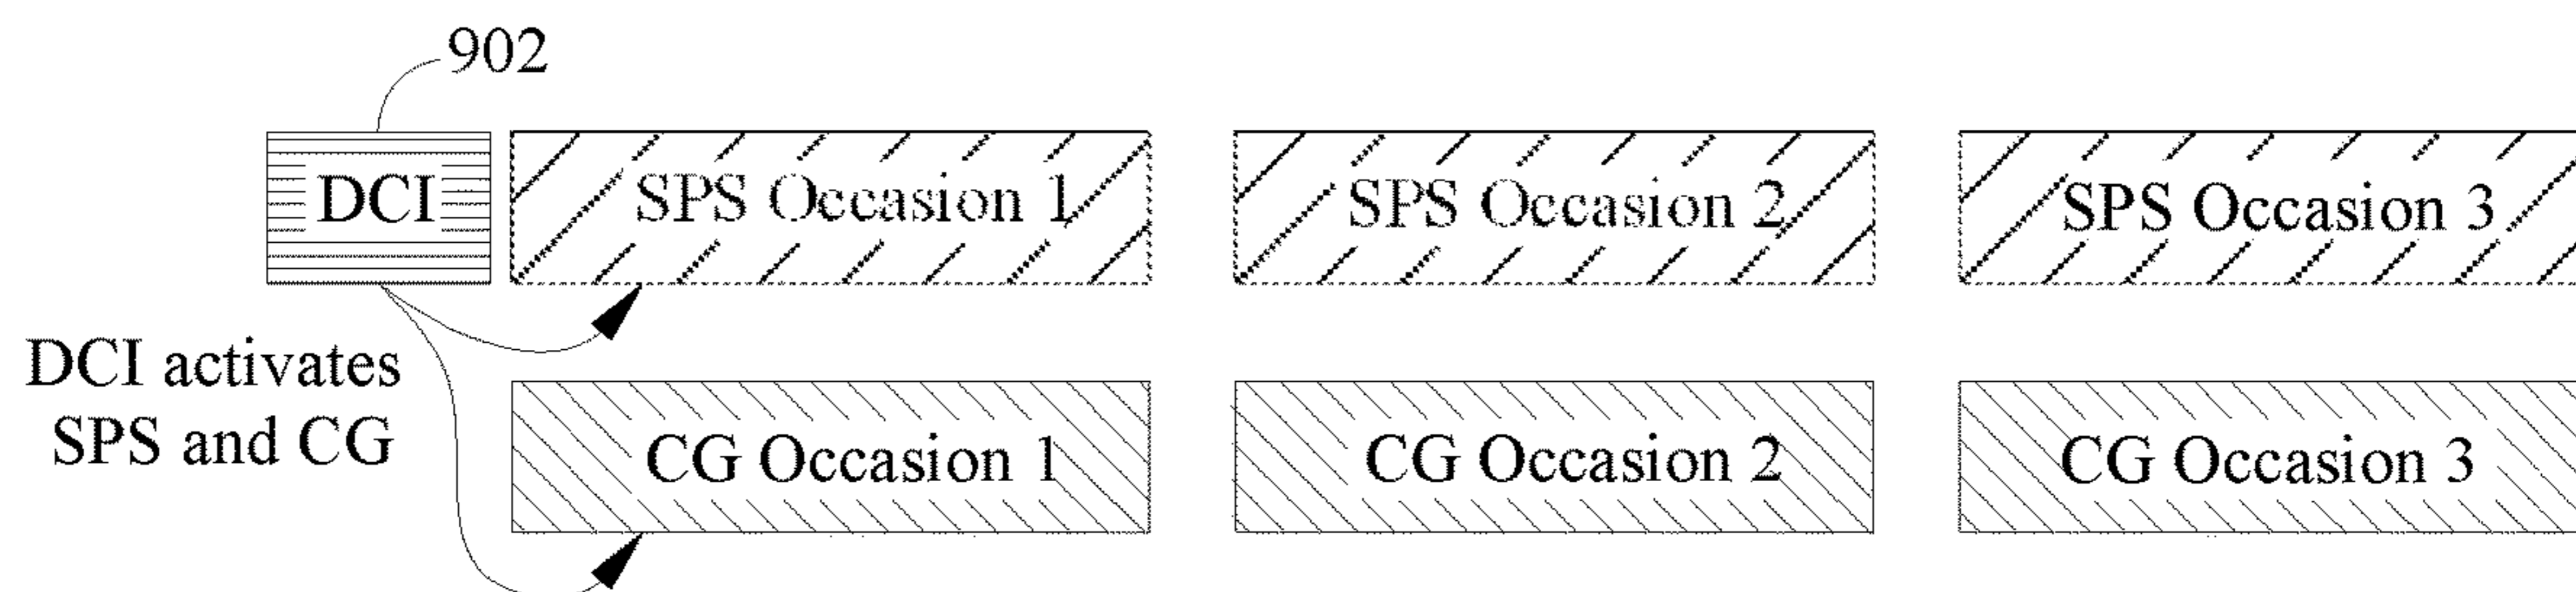 902
DCI
SPS Occasion 1
SPS Occasion 2
SPS Occasion 3
DCI activates
SPS and CG
CG Occasion 1
CG Occasion 2
CG Occasion 3